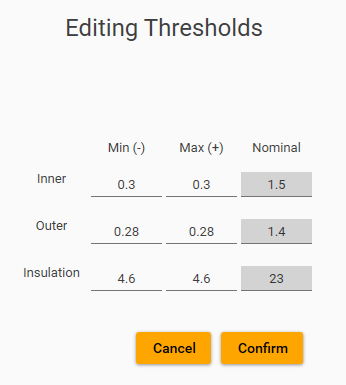 Editing Thresholds
Min (-) Max (+) Nominal
Inner 0.3 0.3 1.5
Outer 0.28 0.28 1.4
Insulation 4.6 4.6 23
Cancel Confirm